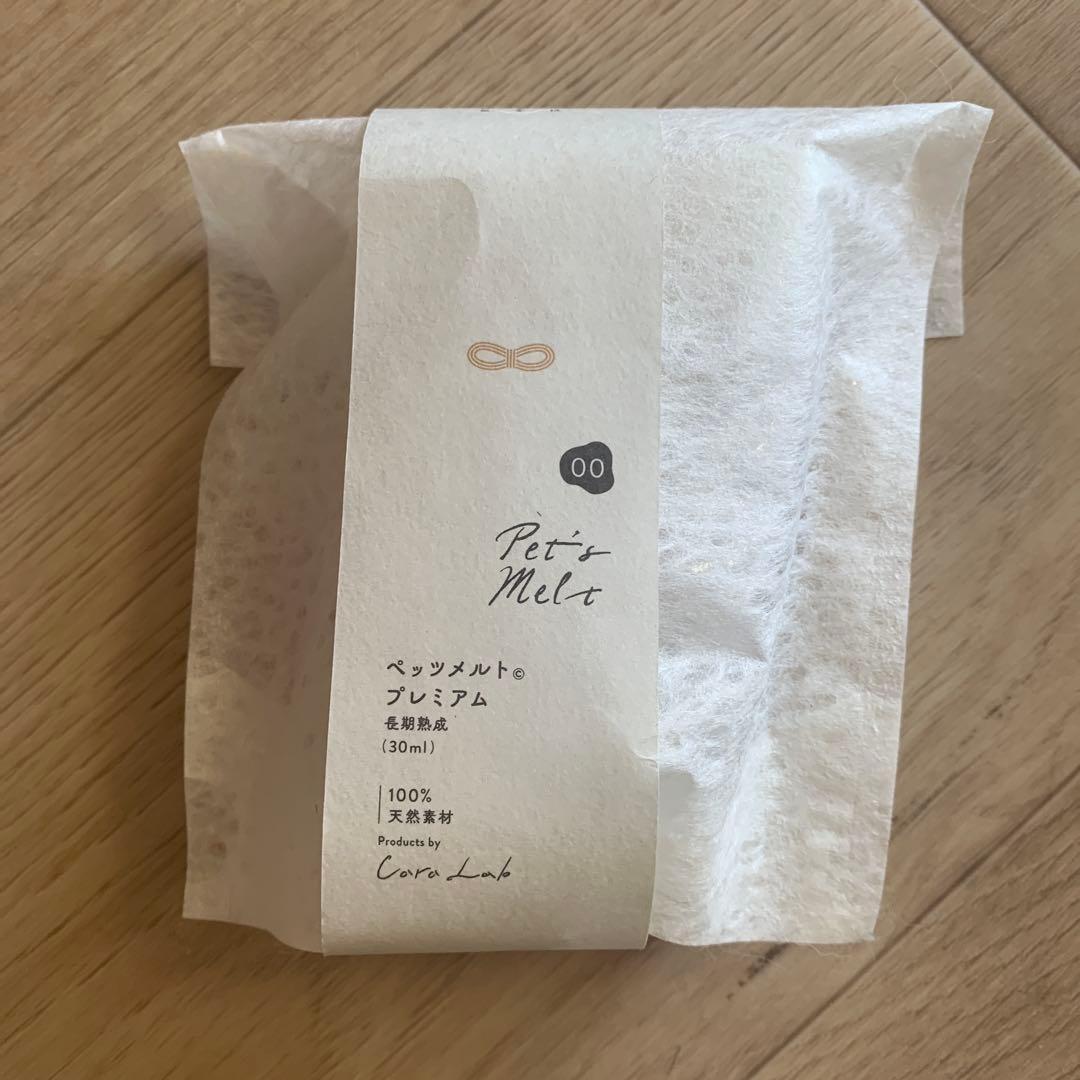 00
Pet's
Melt
ペッツメルト©
プレミアム
長期熟成
(30ml)
100%
天然素材
Products by
Cara Lab